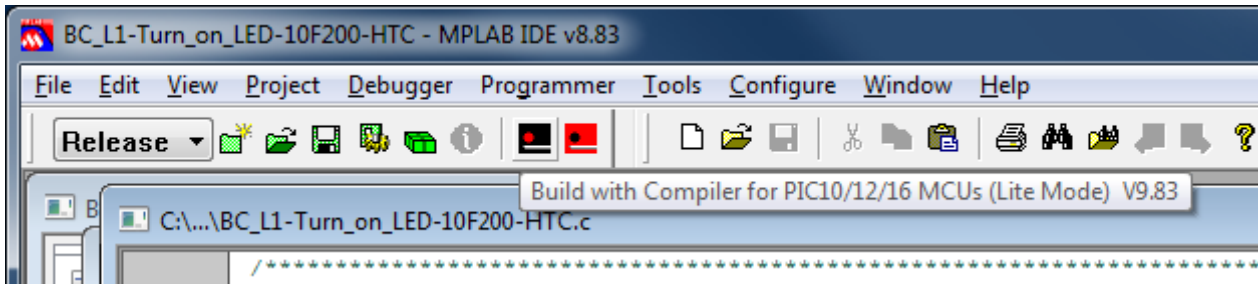 BC_L1-Turn_on_LED-10F200-HTC - MPLAB IDE v8.83
File Edit View Project Debugger Programmer Tools Configure Window Help
Release
Build with Compiler for PIC10/12/16 MCUs (Lite Mode) V9.83
B
C:\...\BC_L1-Turn_on_LED-10F200-HTC.c